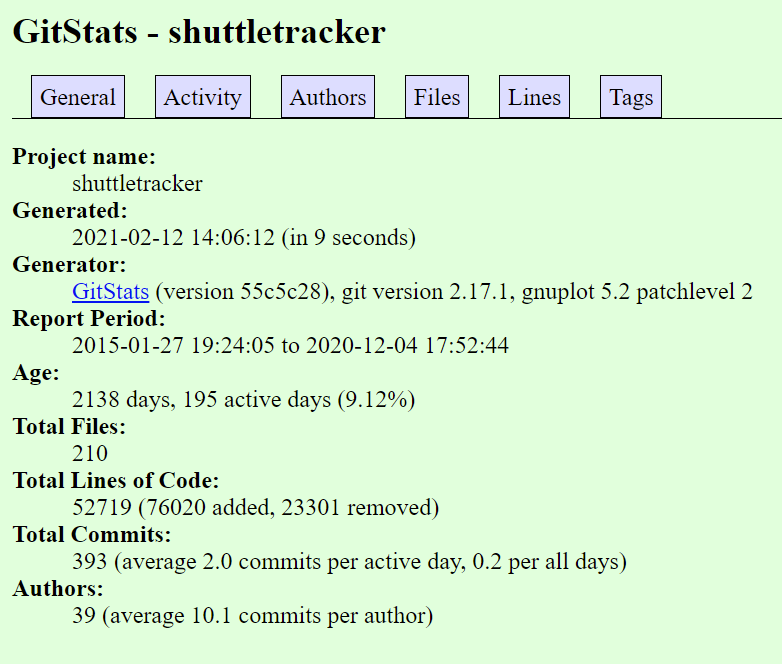 GitStats - shuttletracker
General Activity Authors Files Lines Tags
Project name:
shuttletracker
Generated:
2021-02-12 14:06:12 (in 9 seconds)
Generator:
GitStats (version 55c5c28), git version 2.17.1, gnuplot 5.2 patchlevel 2
Report Period:
2015-01-27 19:24:05 to 2020-12-04 17:52:44
Age:
2138 days, 195 active days (9.12%)
Total Files:
210
Total Lines of Code:
52719 (76020 added, 23301 removed)
Total Commits:
393 (average 2.0 commits per active day, 0.2 per all days)
Authors:
39 (average 10.1 commits per author)